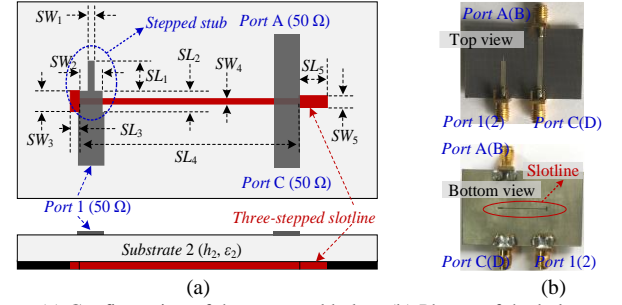 SW1
Stepped stub
Port A (50 Ω)
SW2
SL2
SW4
SL5
SL1
SW3
SL3
SL4
SW5
Port C (50 Ω)
Port 1 (50 Ω)
Three-stepped slotline
Substrate 2 (h2, ε2)
(a)
Port A(B)
Top view
Port 1(2)
Port C(D)
Port A(B)
Slotline
Bottom view
Port C(D)
Port 1(2)
(b)